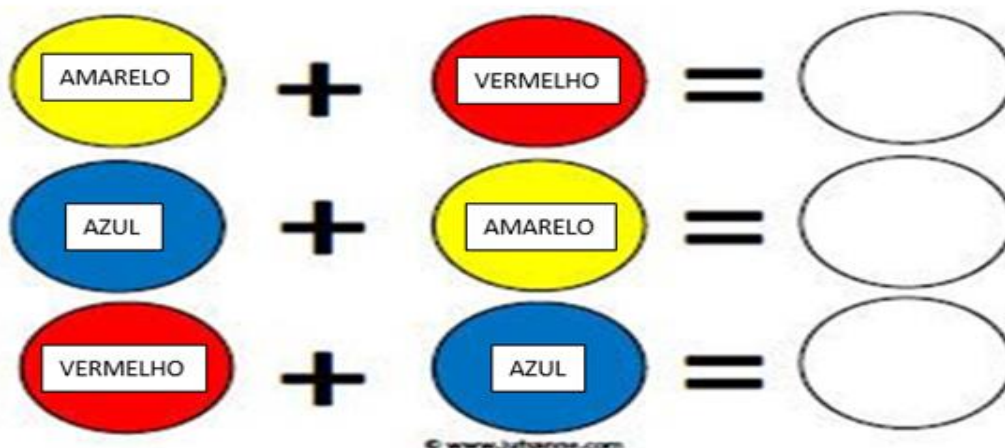 AMARELO + VERMELHO =
AZUL + AMARELO =
VERMELHO + AZUL =